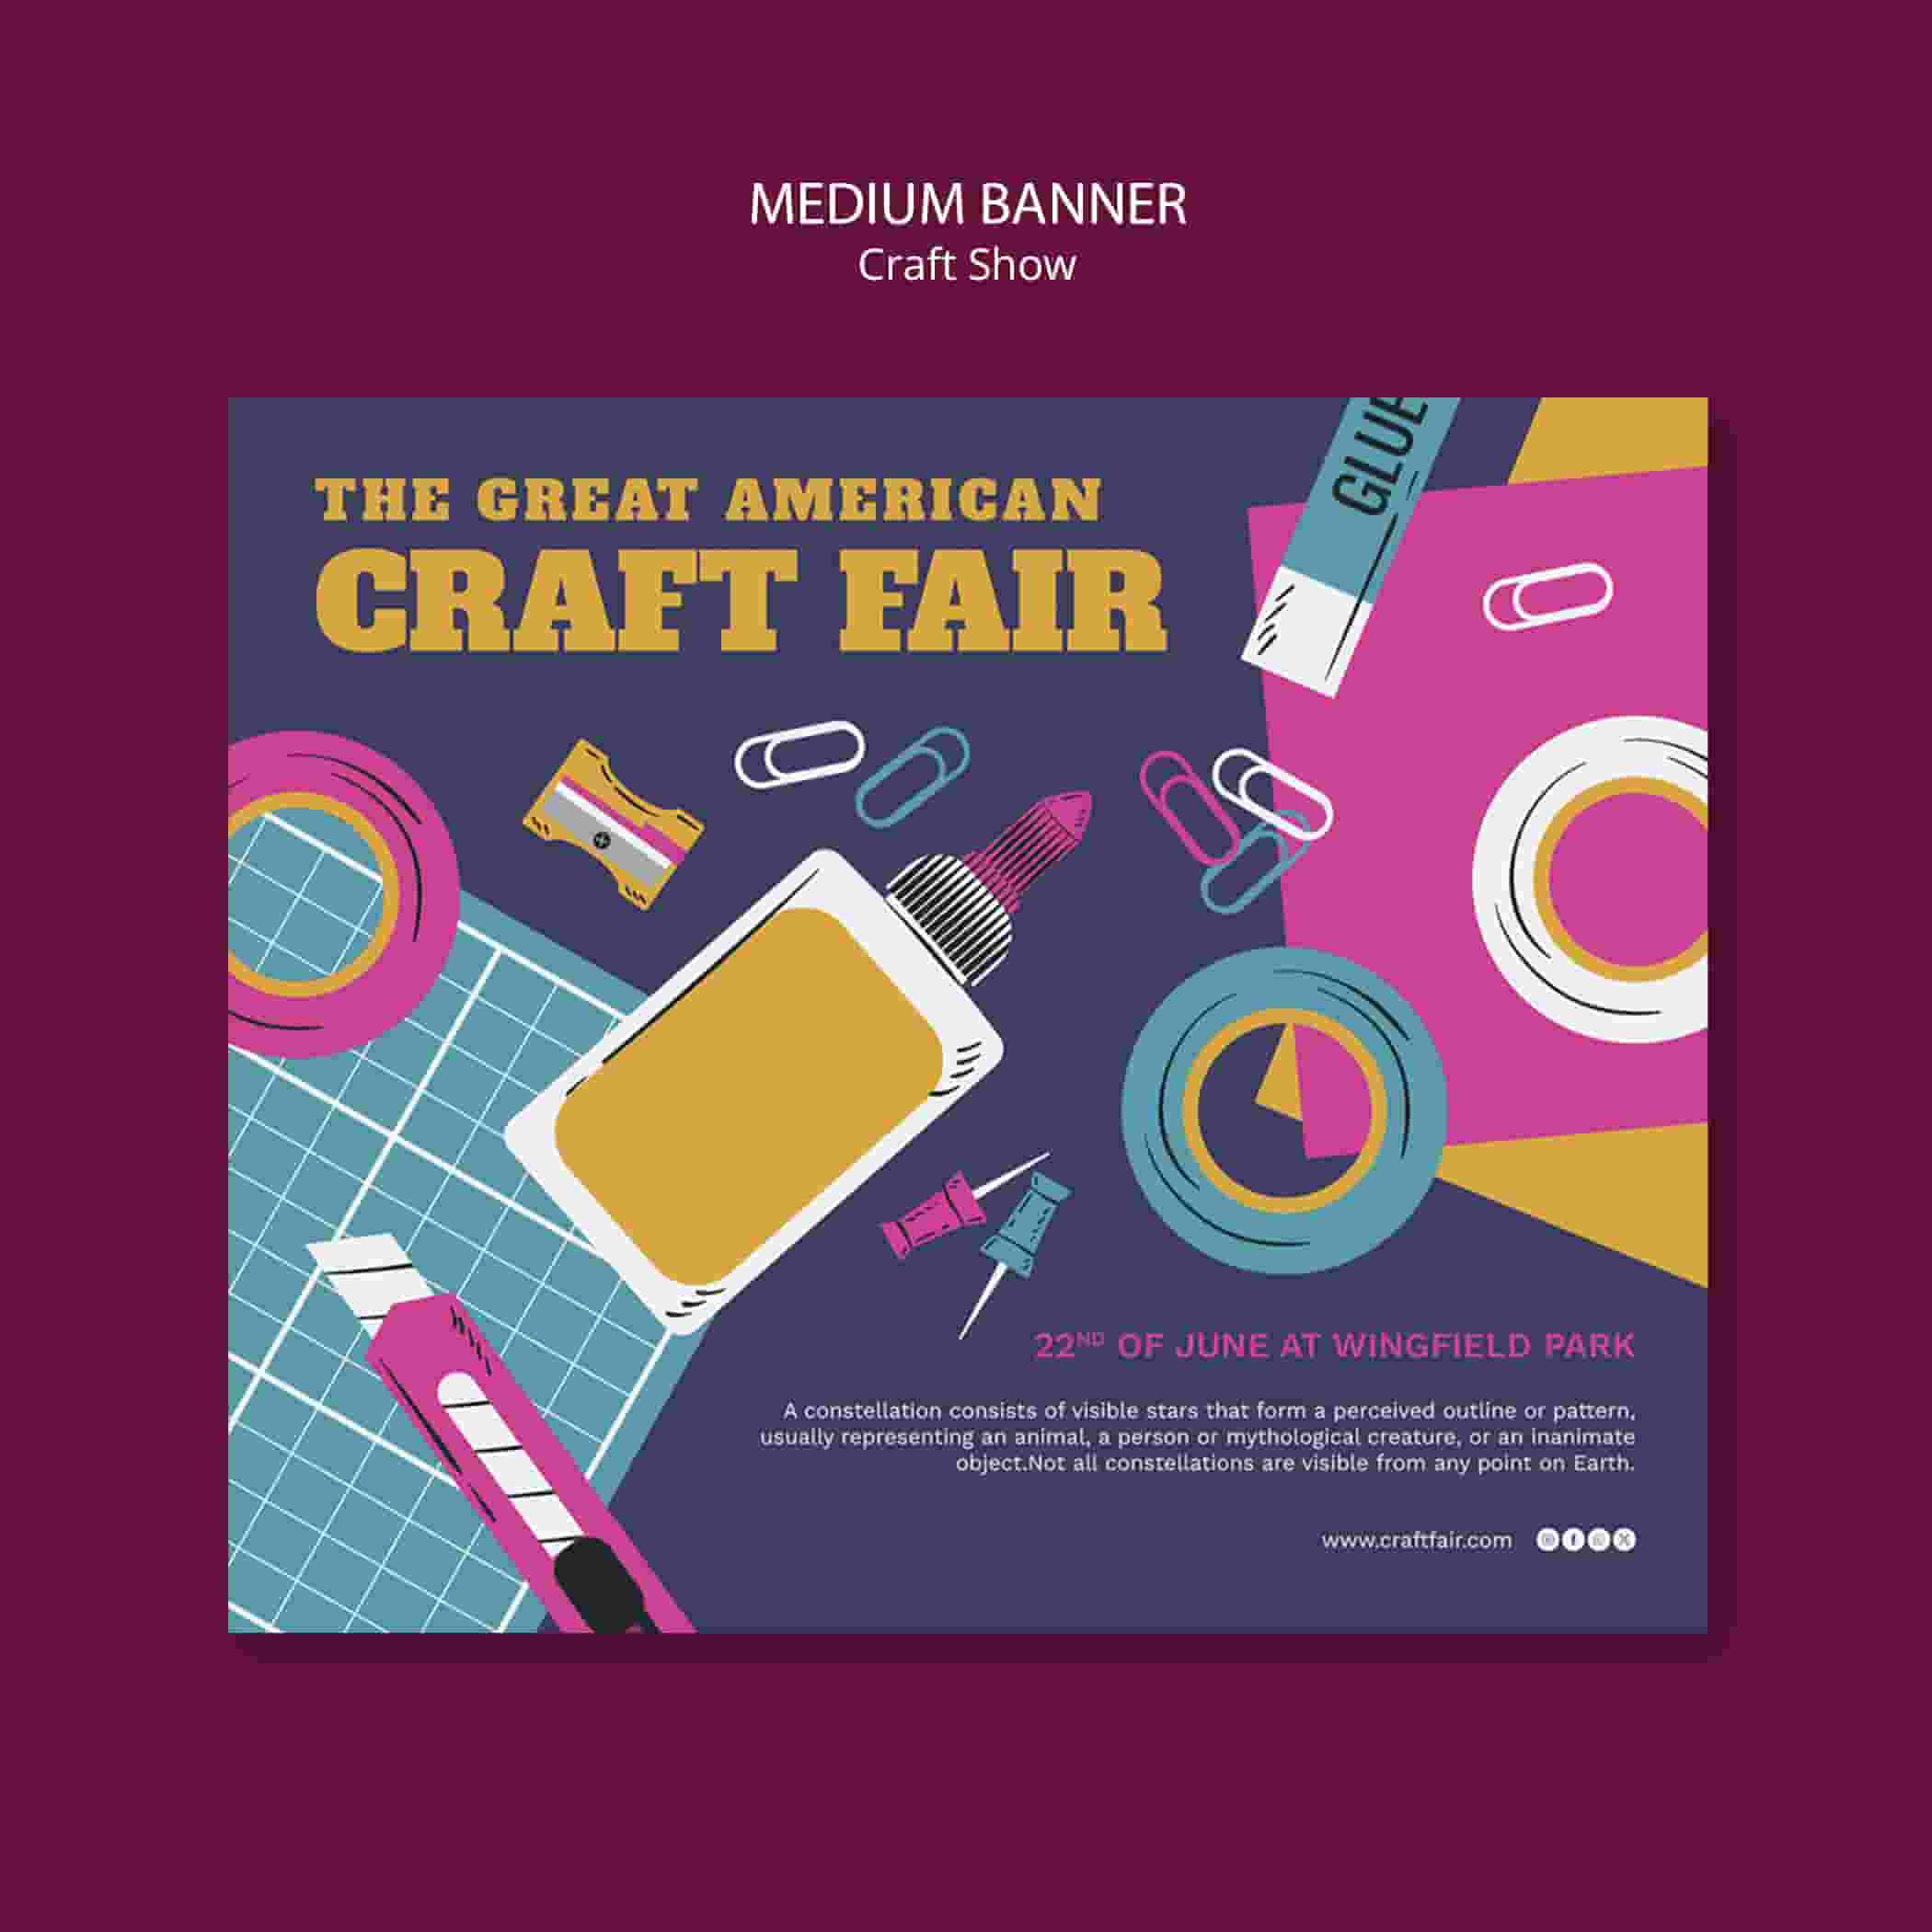 MEDIUM BANNER
Craft Show
GLUE
THE GREAT AMERICAN
CRAFT FAIR
22ND OF JUNE AT WINGFIELD PARK
A constellation consists of visible stars that form a perceived outline or pattern,
usually representing an animal, a person or mythological creature, or an inanimate
object.Not all constellations are visible from any point on Earth.
www.craftfair.com